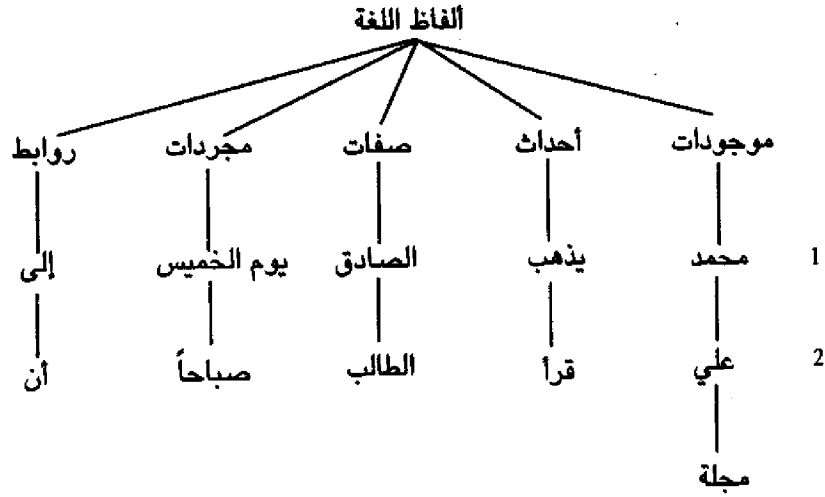 ألفاظ اللغة
موجودات أحداث صفات مجردات روابط
1 محمد يذهب الصادق يوم الخميس إلى
2 علي قرأ الطالب صباحاً أن
مجلة